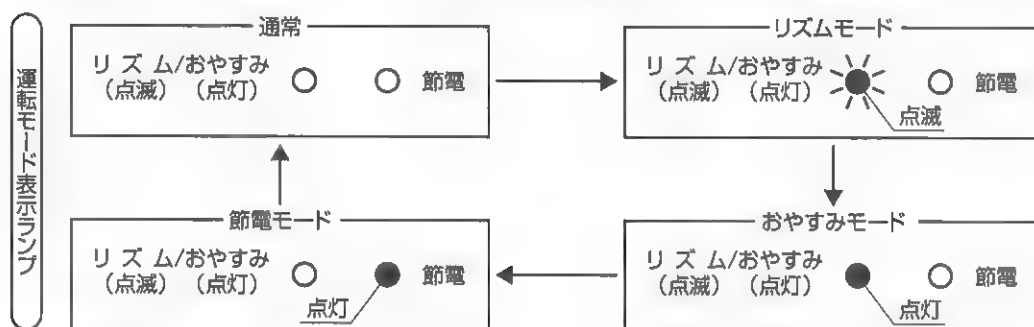 運転モード表示ランプ
通常
リズム/おやすみ 節電
（点滅）（点灯）
リズムモード
リズム/おやすみ 節電
（点滅）（点灯）
点滅
節電モード
リズム/おやすみ 節電
（点滅）（点灯）
点灯
おやすみモード
リズム/おやすみ 節電
（点滅）（点灯）
点灯